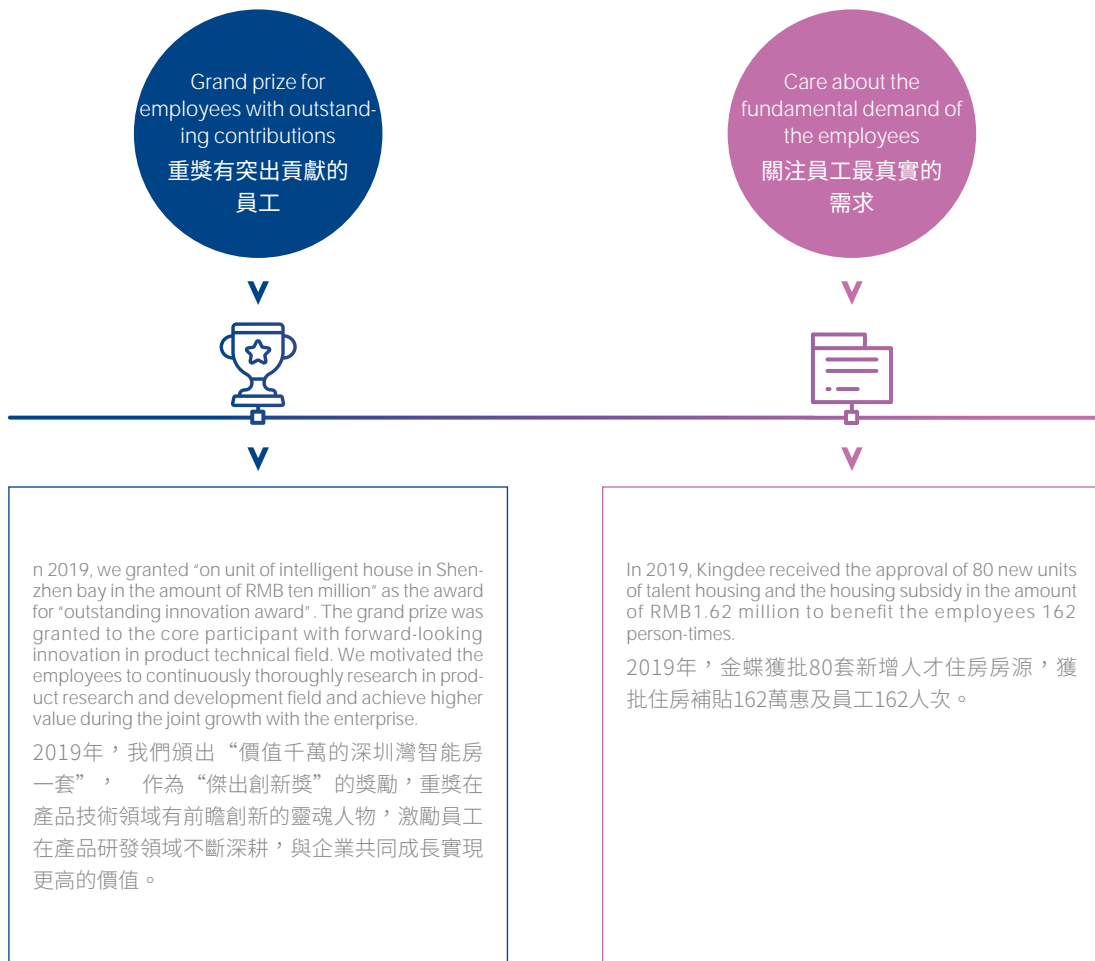 Grand prize for
employees with outstand-
ing contributions
重獎有突出貢獻的
員工
Care about the
fundamental demand of
the employees
關注員工最真實的
需求
n 2019, we granted “on unit of intelligent house in Shen-
zhen bay in the amount of RMB ten million” as the award
for “outstanding innovation award”. The grand prize was
granted to the core participant with forward-looking
innovation in product technical field. We motivated the
employees to continuously thoroughly research in prod-
uct research and development field and achieve higher
value during the joint growth with the enterprise.
2019年，我們頒出“價值千萬的深圳灣智能房
一套”， 作為“傑出創新獎”的獎勵，重獎在
產品技術領域有前瞻創新的靈魂人物，激勵員工
在產品研發領域不斷深耕，與企業共同成長實現
更高的價值。
In 2019, Kingdee received the approval of 80 new units
of talent housing and the housing subsidy in the amount
of RMB1.62 million to benefit the employees 162
person-times.
2019年，金蝶獲批80套新增人才住房房源，獲
批住房補貼162萬惠及員工162人次。